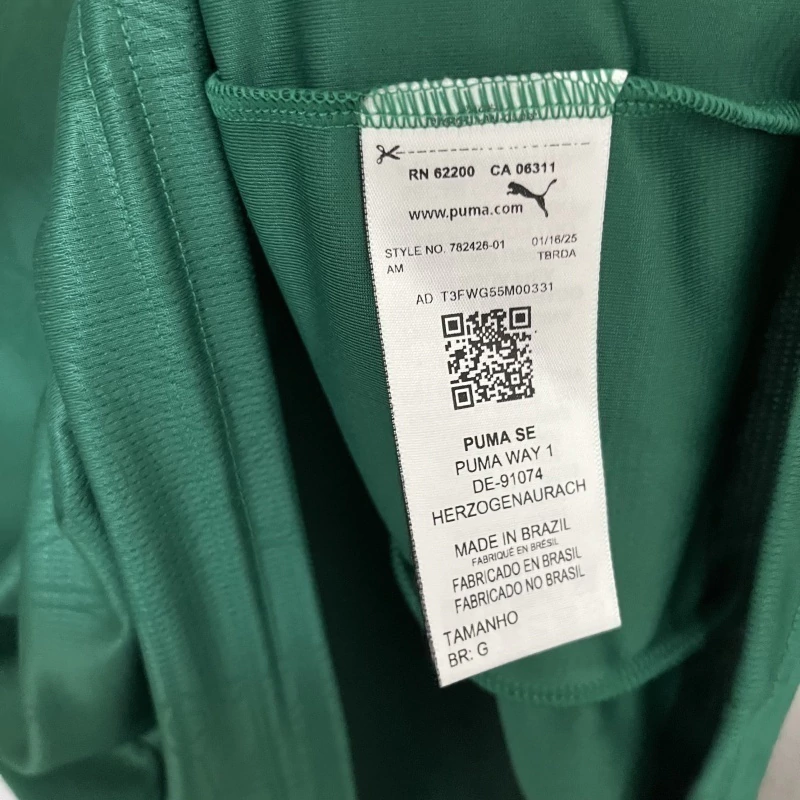 RN 62200 CA 06311
www.puma.com
STYLE NO. 782426-01 01/16/25
AM TBRDA
AD T3FWG55M00331
PUMA SE
PUMA WAY 1
DE-91074
HERZOGENAURACH
MADE IN BRAZIL
FABRIQUÉ EN BRÉSIL
FABRICADO EN BRASIL
FABRICADO NO BRASIL
TAMANHO
BR: G